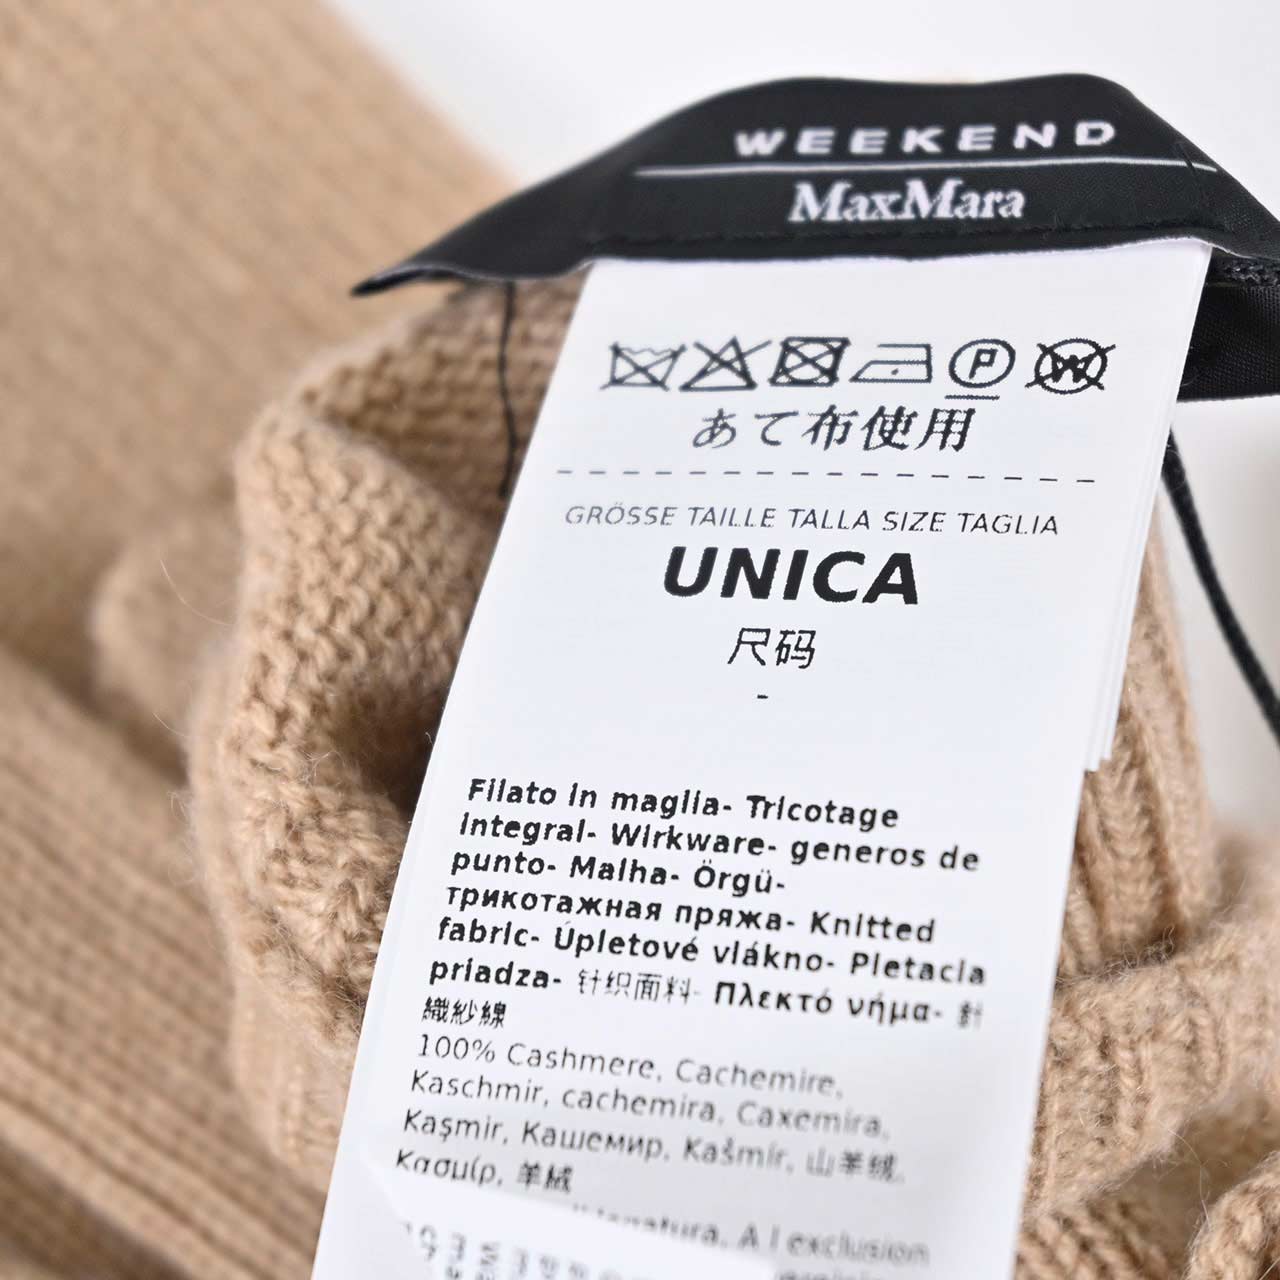 WEEKEND
MaxMara
P
W
あて布使用
GRÖSSE TAILLE TALLA SIZE TAGLIA
UNICA
尺码
-
Filato in maglia- Tricotage
integral- Wirkware- generos de
punto- Malha- Örgü-
трикотажная пряжа- Knitted
fabric- Úpletové vlákno- Pletacia
priadza- 针织面料- Πλεκτό νήμα- 針
織紗線
100% Cashmere, Cachemire,
Kaschmir, cachemira, Caxemira,
Kaşmir, Кашемир, Kašmír, 山羊绒,
Κασμίρ, 羊絨
A l exclusion